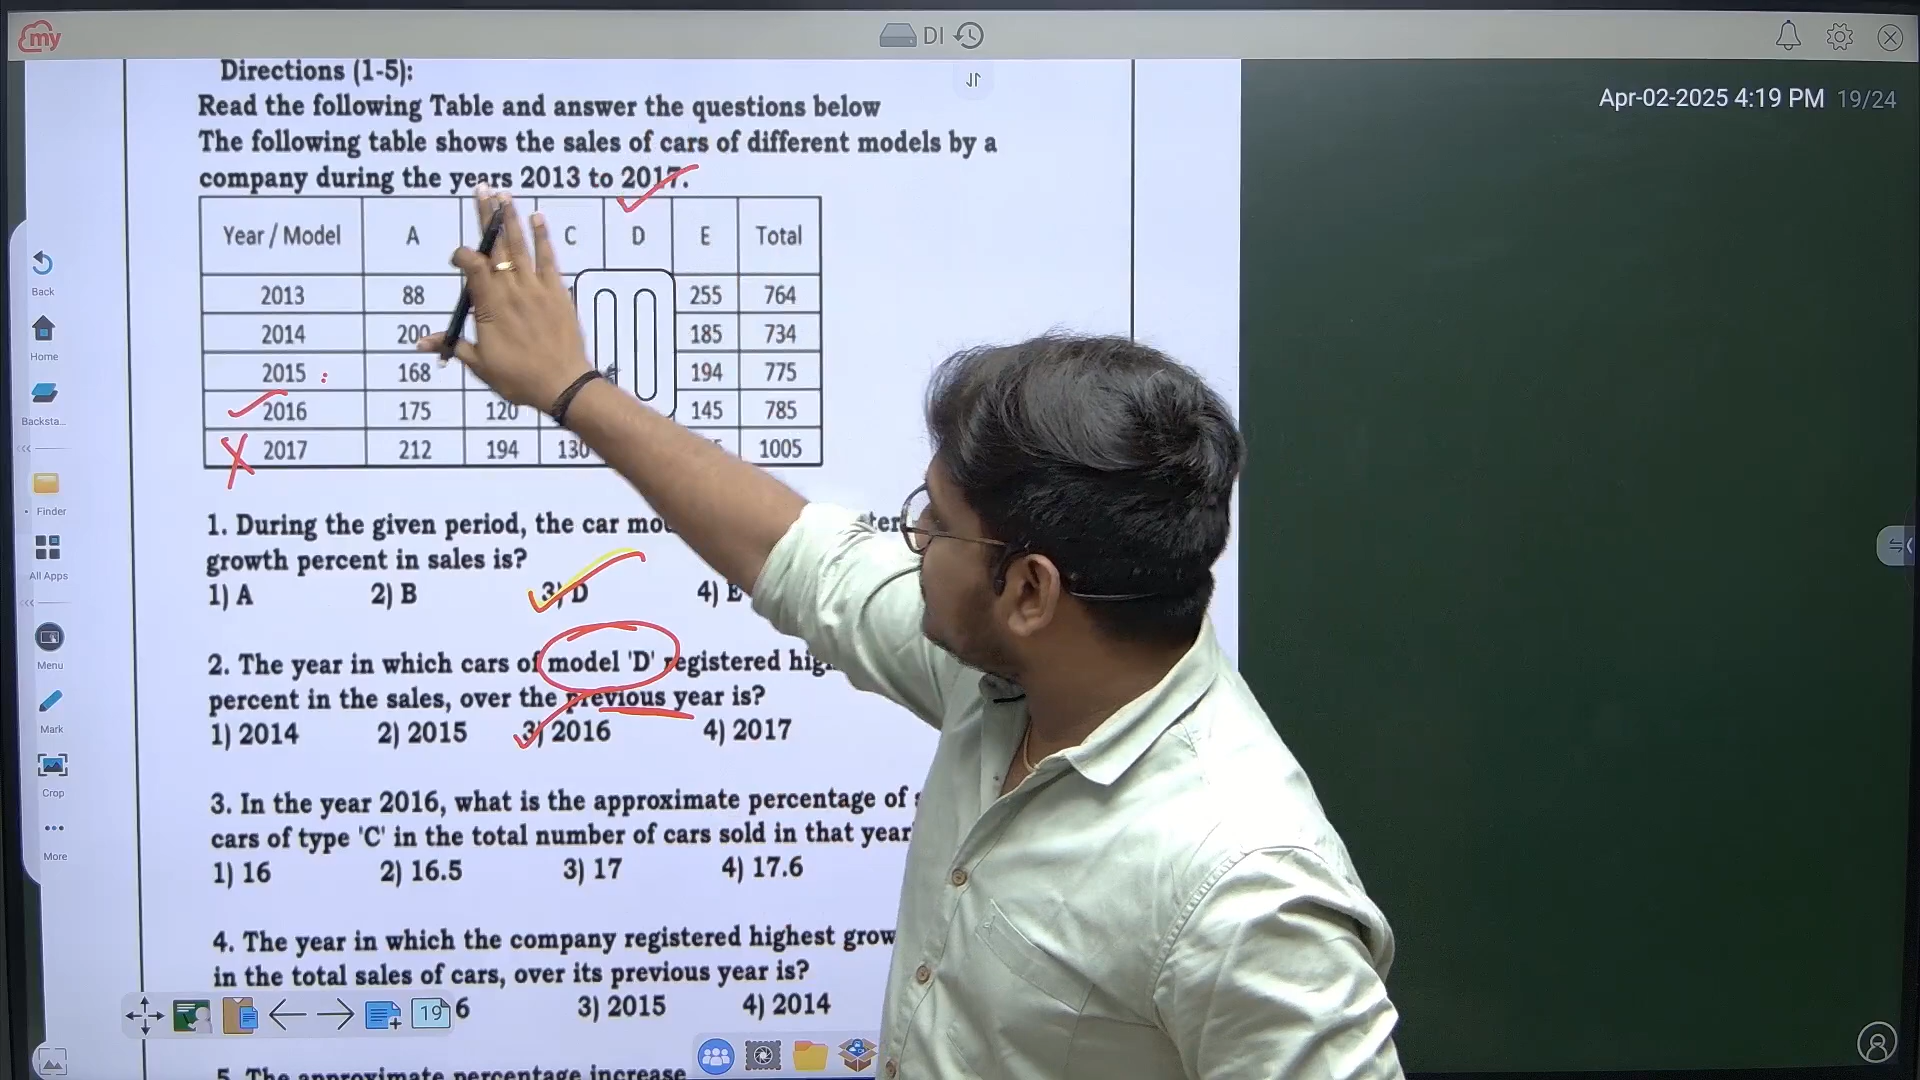 my
DI
Apr-02-2025 4:19 PM 19/24
Directions (1-5):
Read the following Table and answer the questions below
The following table shows the sales of cars of different models by a
company during the years 2013 to 2017.
Year / Model A C D E Total
2013 88 255 764
2014 200 185 734
2015 : 168 194 775
2016 175 120 145 785
X 2017 212 194 130 1005
1. During the given period, the car
growth percent in sales is?
1) A 2) B 3) D 4) E
2. The year in which cars of model 'D' registered
percent in the sales, over the previous year is?
1) 2014 2) 2015 3) 2016 4) 2017
3. In the year 2016, what is the approximate percentage of
cars of type 'C' in the total number of cars sold in that year
1) 16 2) 16.5 3) 17 4) 17.6
4. The year in which the company registered highest
in the total sales of cars, over its previous year is?
19 6 3) 2015 4) 2014
5. The approximate percentage increase
Back
Home
Backsta...
Finder
All Apps
Menu
Mark
Crop
More